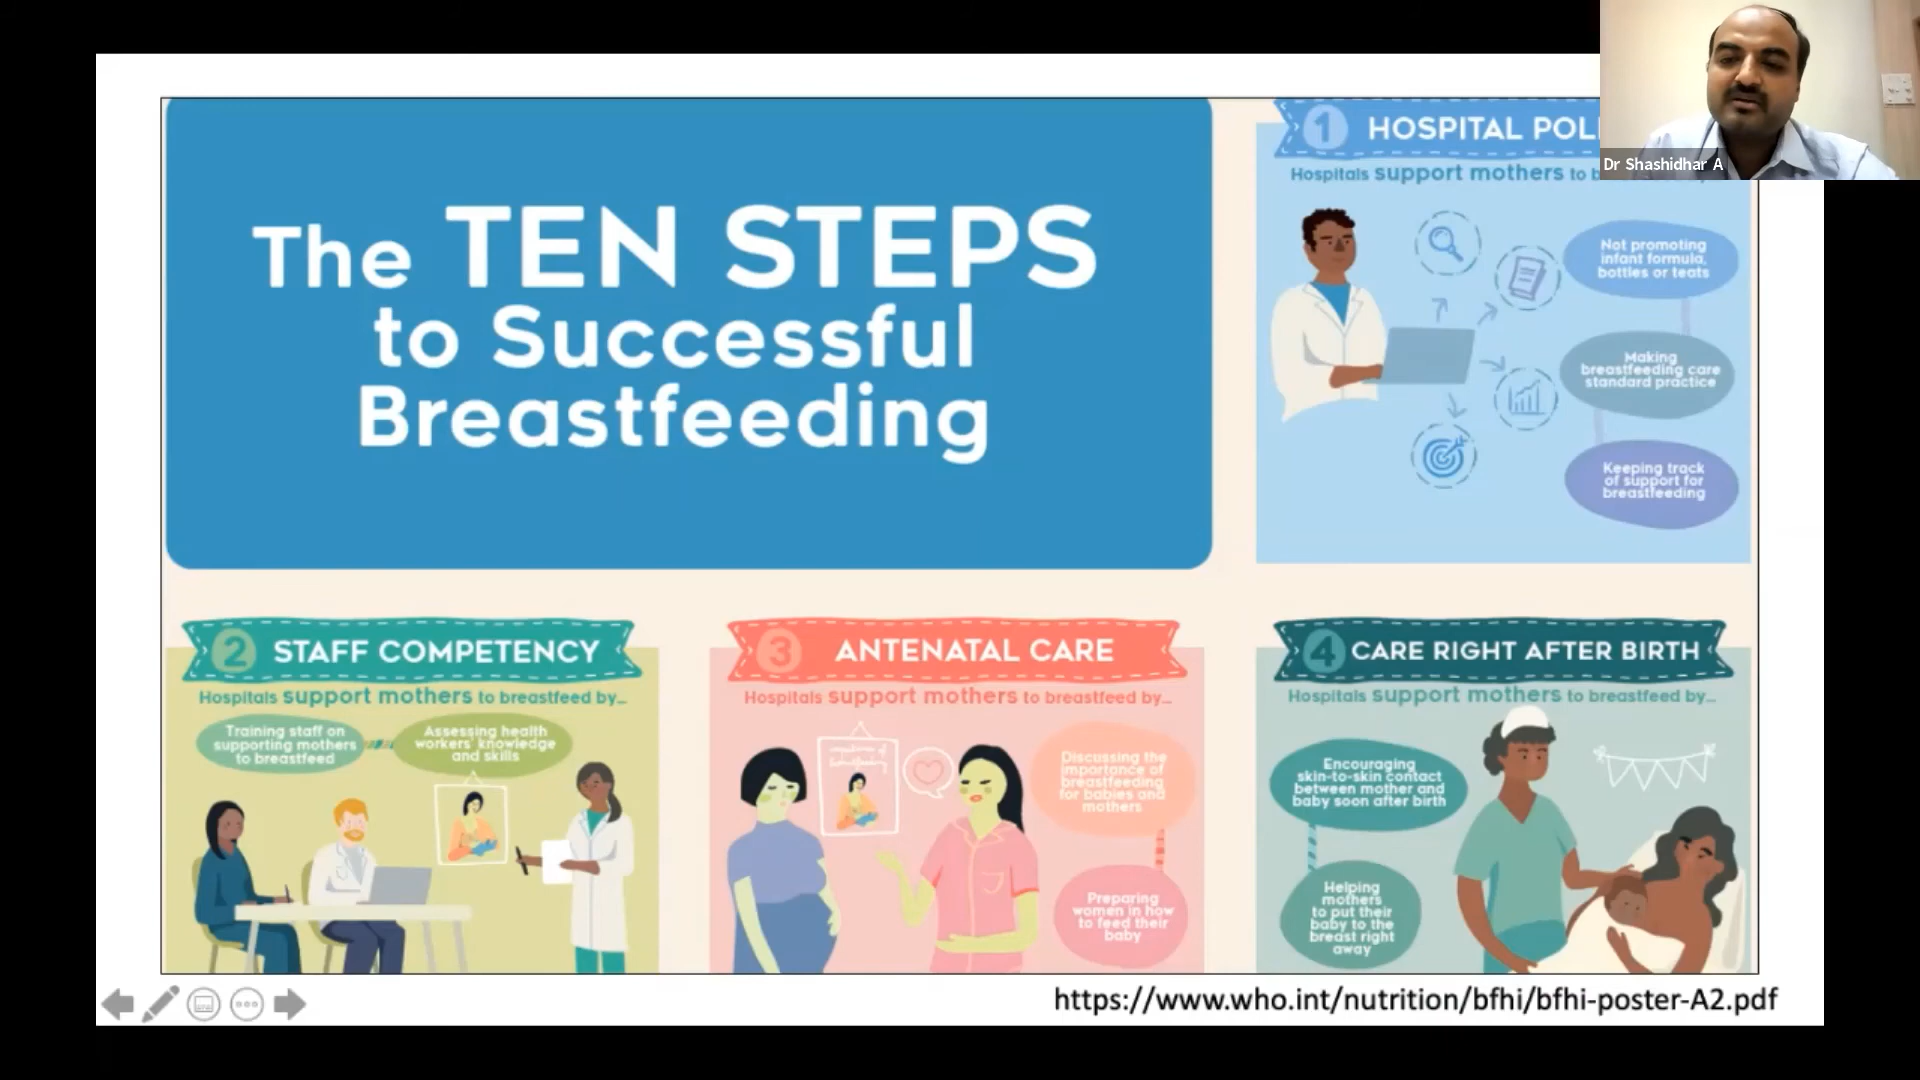 The TEN STEPS
to Successful
Breastfeeding
1 HOSPITAL POL
Hospitals support mothers to b
Not promoting
infant formula,
bottles or teats
Making
breastfeeding care
standard practice
Keeping track
of support for
breastfeeding
Dr Shashidhar A
2 STAFF COMPETENCY
Hospitals support mothers to breastfeed by...
Training staff on
supporting mothers
to breastfeed
Assessing health
workers' knowledge
and skills
3 ANTENATAL CARE
Hospitals support mothers to breastfeed by...
Discussing the
importance of
breastfeeding
for babies and
mothers
Preparing
women in how
to feed their
baby
4 CARE RIGHT AFTER BIRTH
Hospitals support mothers to breastfeed by...
Encouraging
skin-to-skin contact
between mother and
baby soon after birth
Helping
mothers
to put their
baby to the
breast right
away
https://www.who.int/nutrition/bfhi/bfhi-poster-A2.pdf